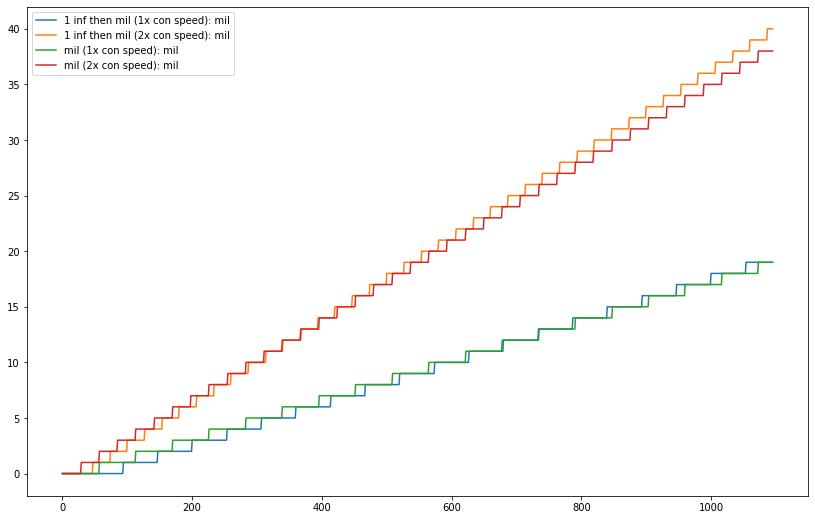 1 inf then mil (1x con speed): mil
1 inf then mil (2x con speed): mil
mil (1x con speed): mil
mil (2x con speed): mil
40
35
30
25
20
15
10
5
0
0 200 400 600 800 1000